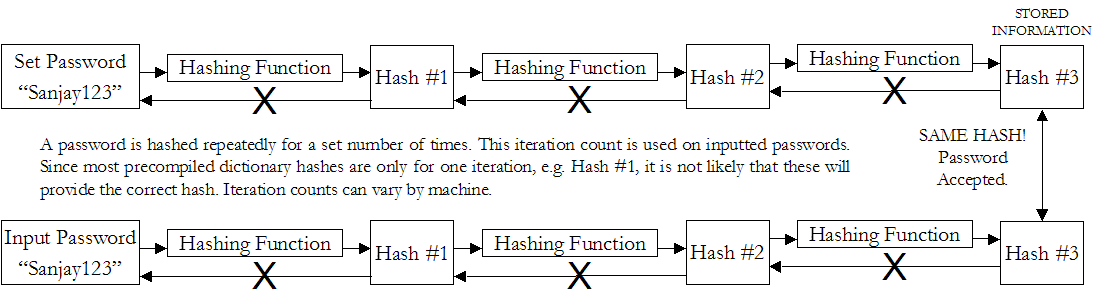 STORED
INFORMATION
Set Password
“Sanjay123”
Hashing Function
Hash #1
Hashing Function
Hash #2
Hashing Function
Hash #3
X
X
X
A password is hashed repeatedly for a set number of times. This iteration count is used on inputted passwords.
Since most precompiled dictionary hashes are only for one iteration, e.g. Hash #1, it is not likely that these will
provide the correct hash. Iteration counts can vary by machine.
SAME HASH!
Password
Accepted.
Input Password
“Sanjay123”
Hashing Function
Hash #1
Hashing Function
Hash #2
Hashing Function
Hash #3
X
X
X